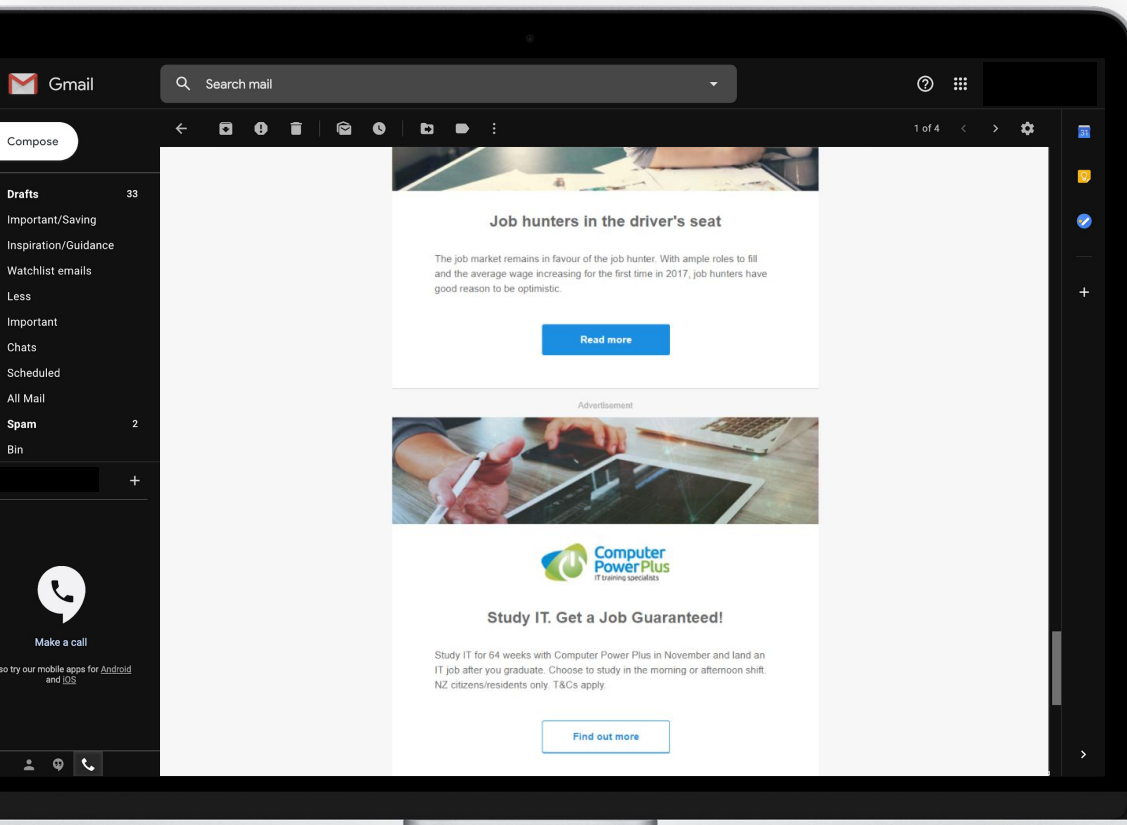 Gmail
Search mail
Compose
1 of 4
31
Drafts 33
Important/Saving
Inspiration/Guidance
Watchlist emails
Less
Important
Chats
Scheduled
All Mail
Spam 2
Bin
Make a call
so try our mobile apps for Android
and iOS
Job hunters in the driver's seat
The job market remains in favour of the job hunter. With ample roles to fill
and the average wage increasing for the first time in 2017, job hunters have
good reason to be optimistic.
Read more
Advertisement
Computer
PowerPlus
IT training specialists
Study IT. Get a Job Guaranteed!
Study IT for 64 weeks with Computer Power Plus in November and land an
IT job after you graduate. Choose to study in the morning or afternoon shift.
NZ citizens/residents only. T&Cs apply.
Find out more